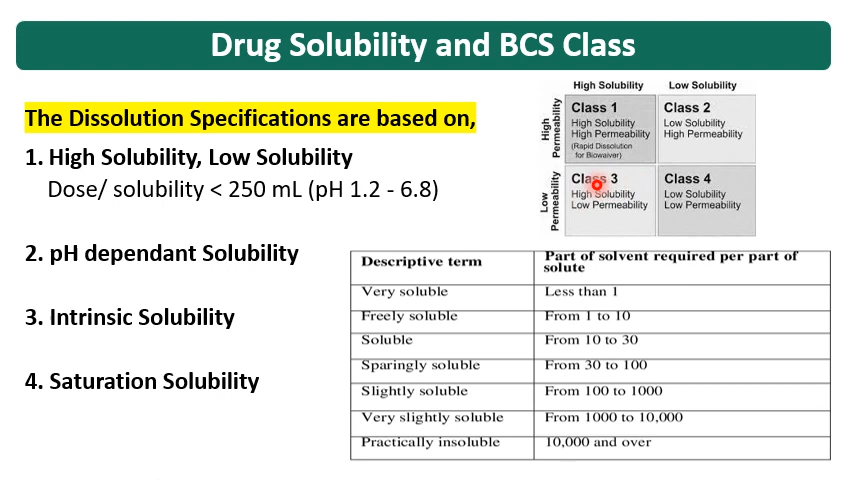 Drug Solubility and BCS Class
The Dissolution Specifications are based on,
1. High Solubility, Low Solubility
Dose/ solubility < 250 mL (pH 1.2 - 6.8)
2. pH dependant Solubility
3. Intrinsic Solubility
4. Saturation Solubility
High Solubility Low Solubility
High
Permeability
Class 1
High Solubility
High Permeability
(Rapid Dissolution
for Biowaiver)
Class 2
Low Solubility
High Permeability
Low
Permeability
Class 3
High Solubility
Low Permeability
Class 4
Low Solubility
Low Permeability
Descriptive term Part of solvent required per part of
solute
Very soluble Less than 1
Freely soluble From 1 to 10
Soluble From 10 to 30
Sparingly soluble From 30 to 100
Slightly soluble From 100 to 1000
Very slightly soluble From 1000 to 10,000
Practically insoluble 10,000 and over